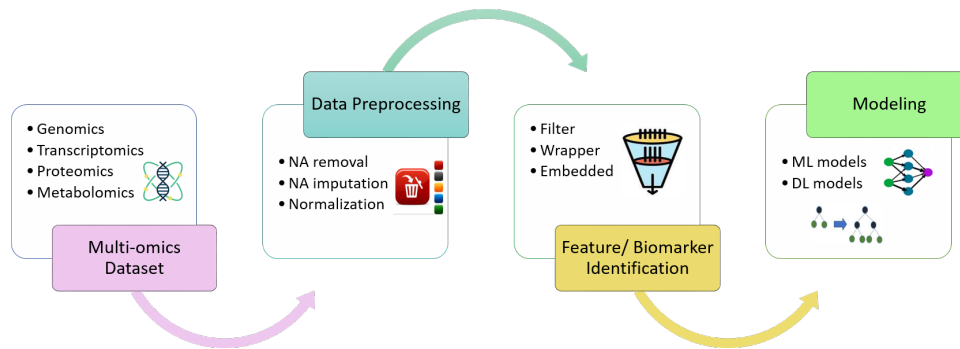 • Genomics
• Transcriptomics
• Proteomics
• Metabolomics
Multi-omics
Dataset
Data Preprocessing
• NA removal
• NA imputation
• Normalization
• Filter
• Wrapper
• Embedded
Feature/ Biomarker
Identification
Modeling
• ML models
• DL models